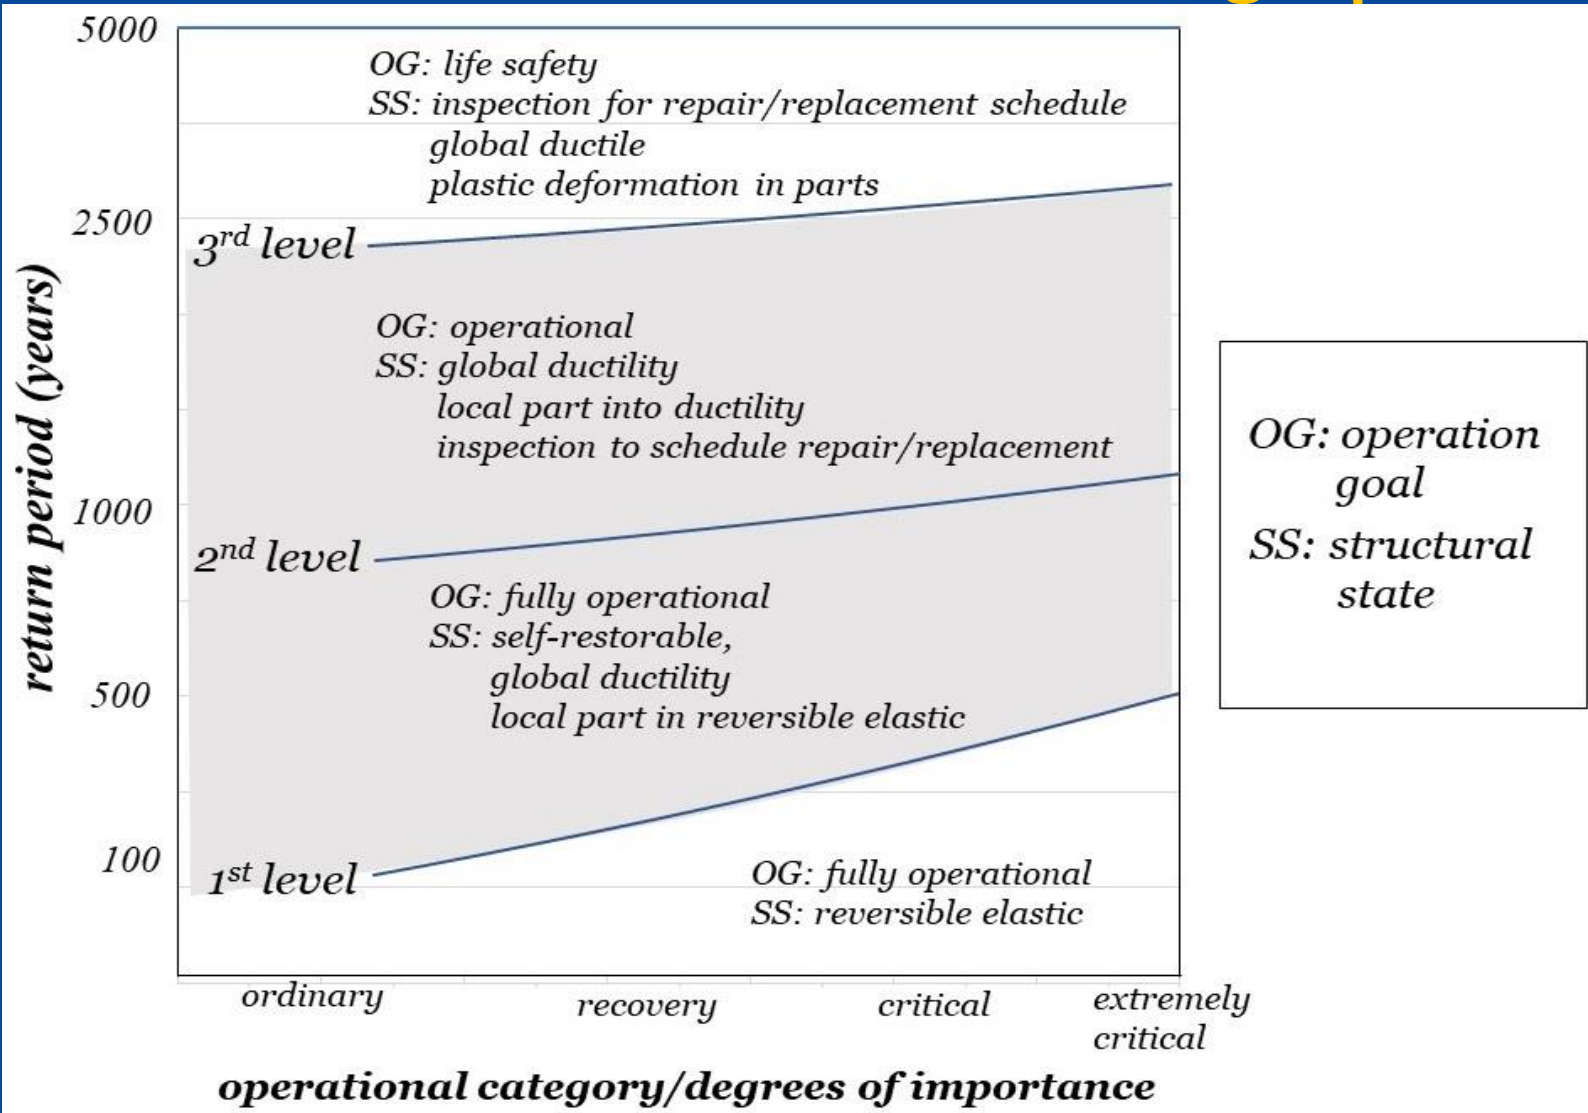 5000
OG: life safety
SS: inspection for repair/replacement schedule
global ductile
plastic deformation in parts
2500
3rd level
OG: operational
SS: global ductility
local part into ductility
inspection to schedule repair/replacement
1000
2nd level
OG: fully operational
SS: self-restorable,
global ductility
local part in reversible elastic
500
100
1st level
OG: fully operational
SS: reversible elastic
return period (years)
ordinary
recovery
critical
extremely
critical
operational category/degrees of importance
OG: operation
goal
SS: structural
state